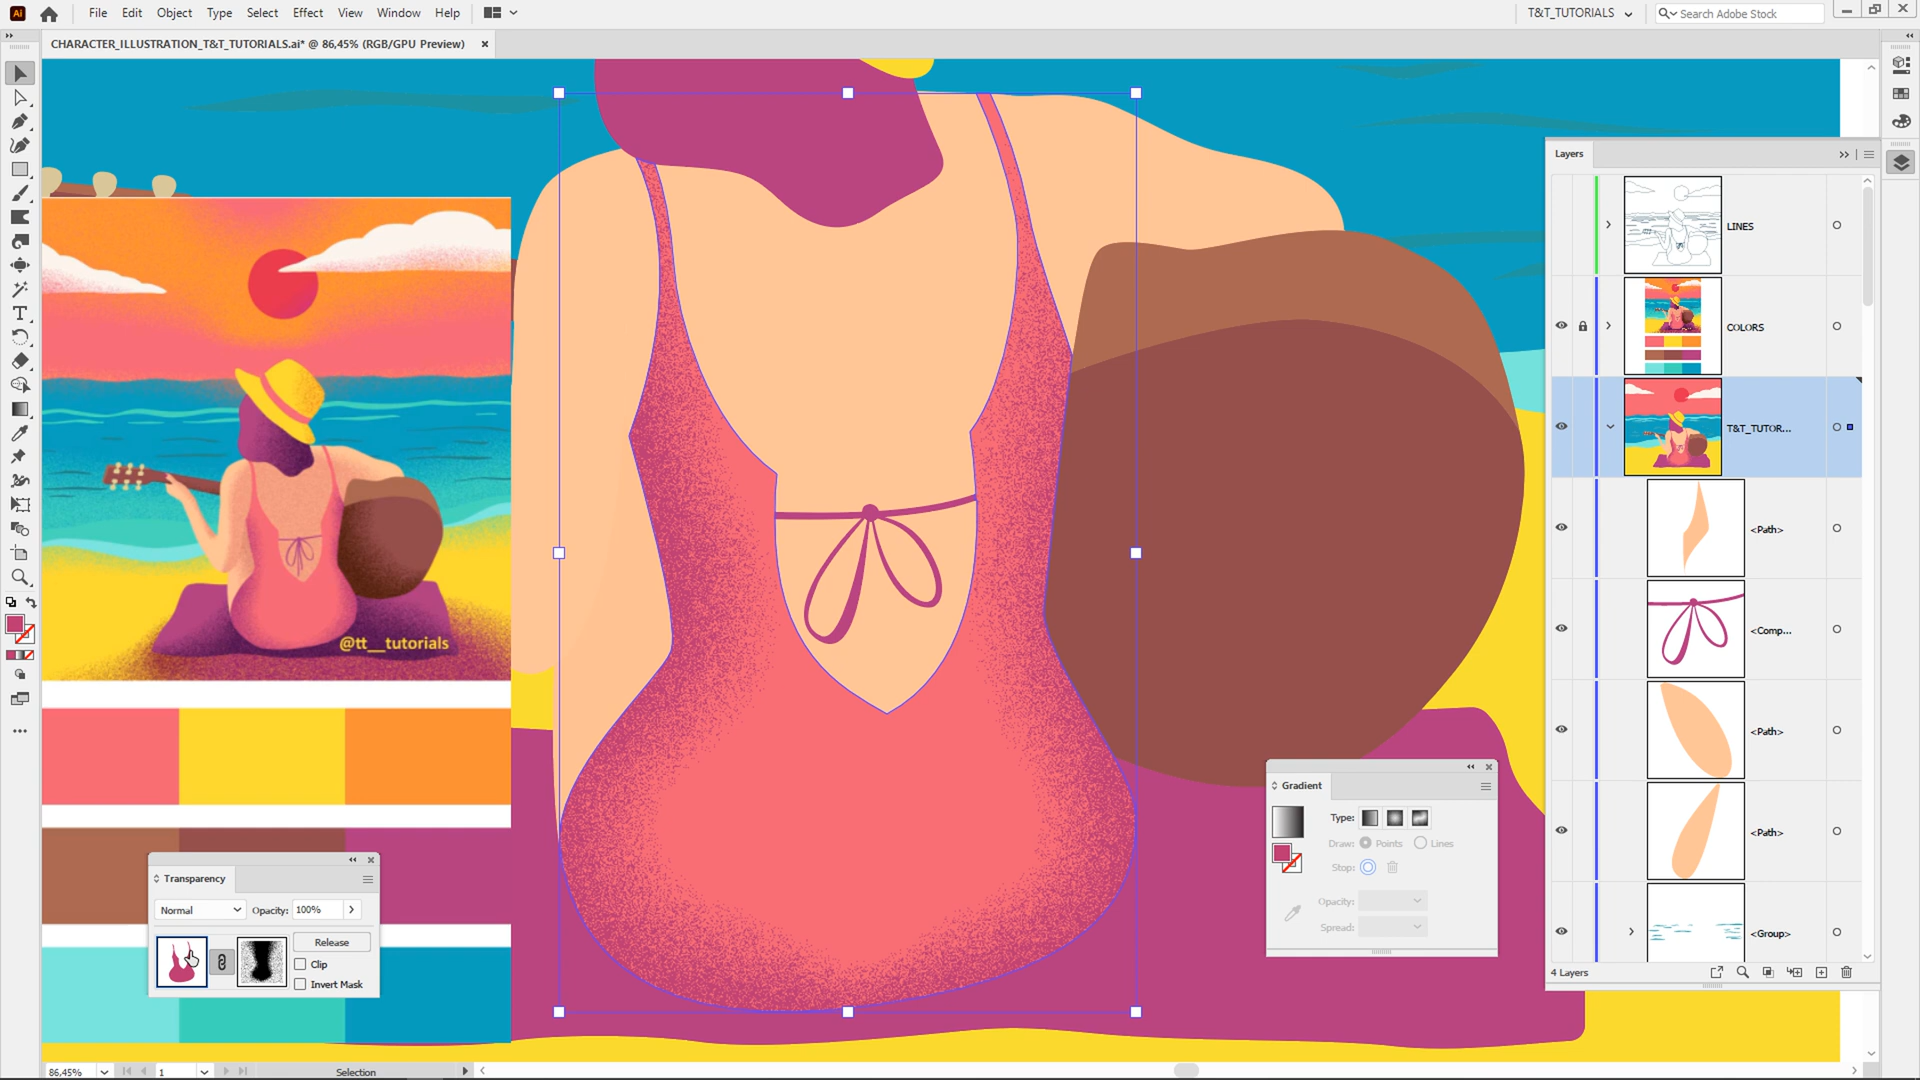 Ai File Edit Object Type Select Effect View Window Help T&T_TUTORIALS Search Adobe Stock
CHARACTER_ILLUSTRATION_T&T_TUTORIALS.ai* @ 86,45% (RGB/GPU Preview)
Layers
LINES
COLORS
T&T_TUTOR...
<Path>
<Comp...
<Path>
<Path>
<Group>
4 Layers
@tt__tutorials
Gradient
Type:
Draw: Points Lines
Stop:
Opacity:
Spread:
Transparency
Normal Opacity: 100%
Release
Clip
Invert Mask
86,45% 1 Selection